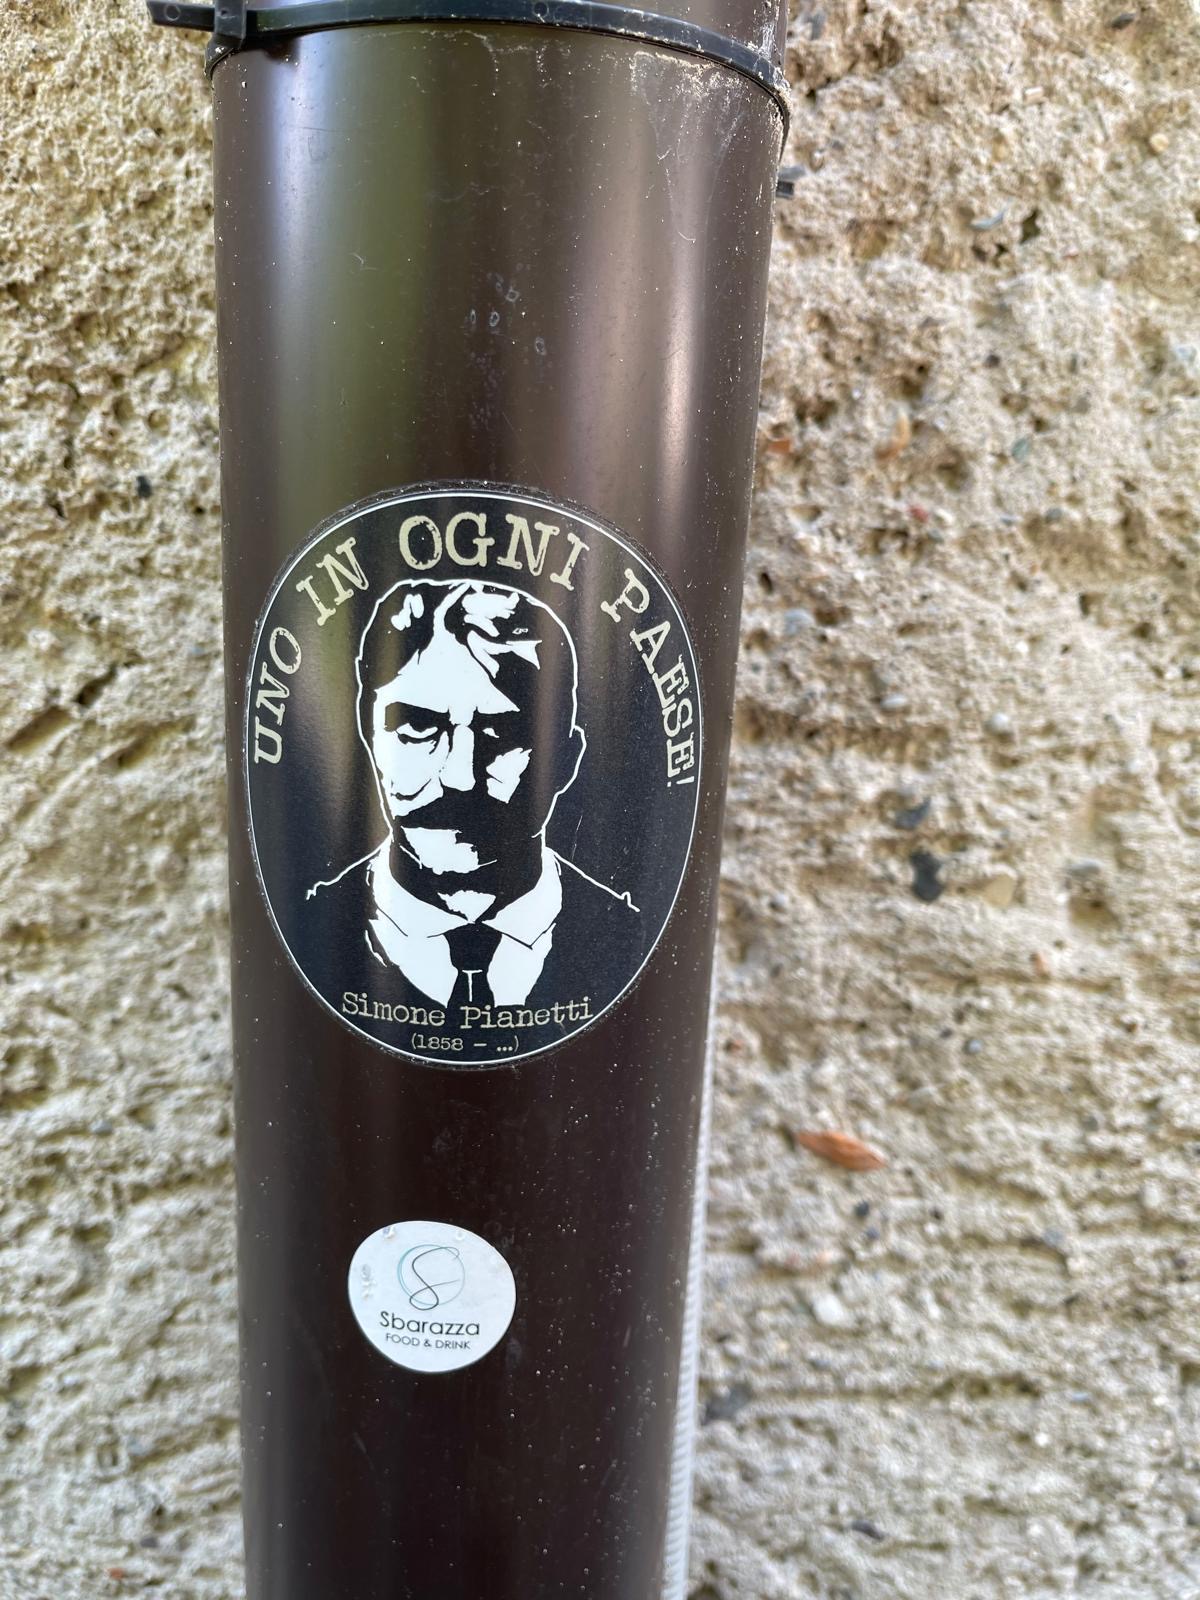 UNO IN OGNI PAESE!
Simone Pianetti
(1858 – ...)
Sbarazza
FOOD & DRINK